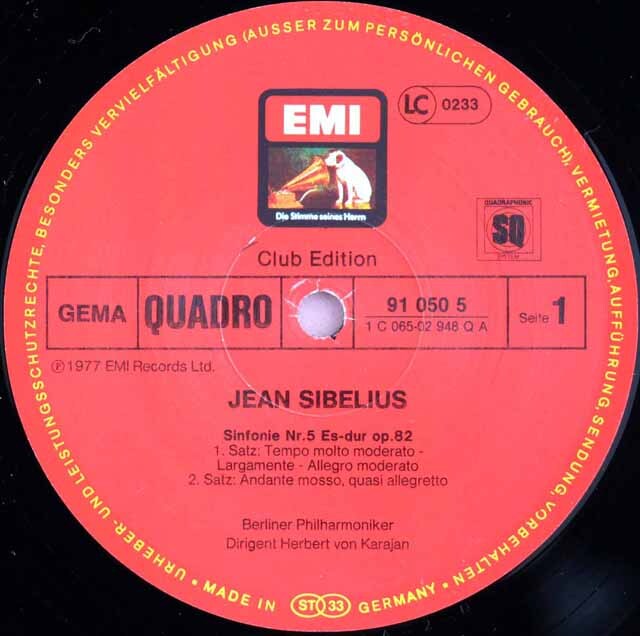 URHEBER- UND LEISTUNGSSCHUTZRECHTE, BESONDERS VERVIELFÄLTIGUNG (AUSSER ZUM PERSÖNLICHEN GEBRAUCH), VERMIETUNG, AUFFÜHRUNG, SENDUNG, VORBEHALTEN
EMI
Die Stimme seines Herrn
LC 0233
QUADRAPHONIC
SQ
SYSTEM
Club Edition
GEMA
QUADRO
91 050 5
1 C 065-02 948 Q A
Seite 1
℗ 1977 EMI Records Ltd.
JEAN SIBELIUS
Sinfonie Nr.5 Es-dur op.82
1. Satz: Tempo molto moderato -
Largamente - Allegro moderato
2. Satz: Andante mosso, quasi allegretto
Berliner Philharmoniker
Dirigent Herbert von Karajan
• MADE IN ST 33 GERMANY •